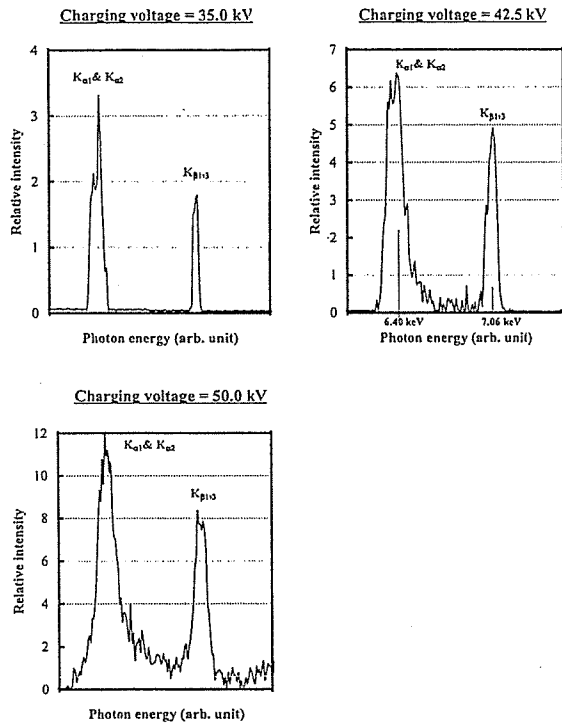 Charging voltage = 35.0 kV
4
3
2
1
0
Relative intensity
Kα1 & Kα2
Kβ1,3
Photon energy (arb. unit)
Charging voltage = 42.5 kV
7
6
5
4
3
2
1
0
Relative intensity
Kα1 & Kα2
Kβ1,3
6.40 keV
7.06 keV
Photon energy (arb. unit)
Charging voltage = 50.0 kV
12
10
8
6
4
2
0
Relative intensity
Kα1 & Kα2
Kβ1,3
Photon energy (arb. unit)